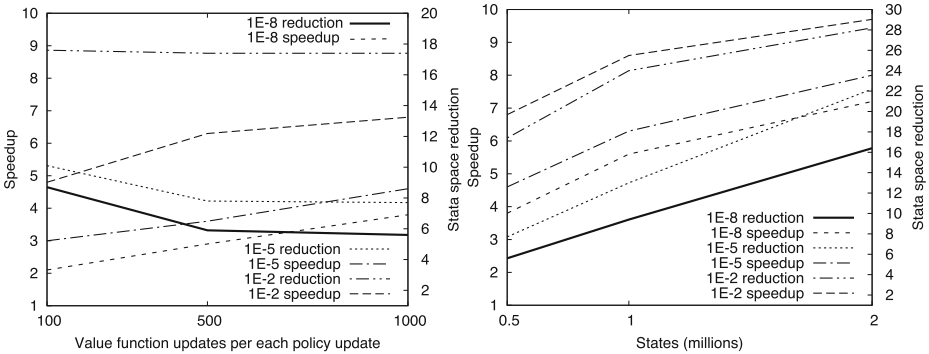 10
9
8
7
6
5
4
3
2
1
Speedup
20
18
16
14
12
10
8
6
4
2
Stata space reduction
1E-8 reduction
1E-8 speedup
1E-5 reduction
1E-5 speedup
1E-2 reduction
1E-2 speedup
100
500
1000
Value function updates per each policy update
10
9
8
7
6
5
4
3
2
1
Speedup
30
28
26
24
22
20
18
16
14
12
10
8
6
4
2
Stata space reduction
1E-8 reduction
1E-8 speedup
1E-5 reduction
1E-5 speedup
1E-2 reduction
1E-2 speedup
0.5
1
2
States (millions)